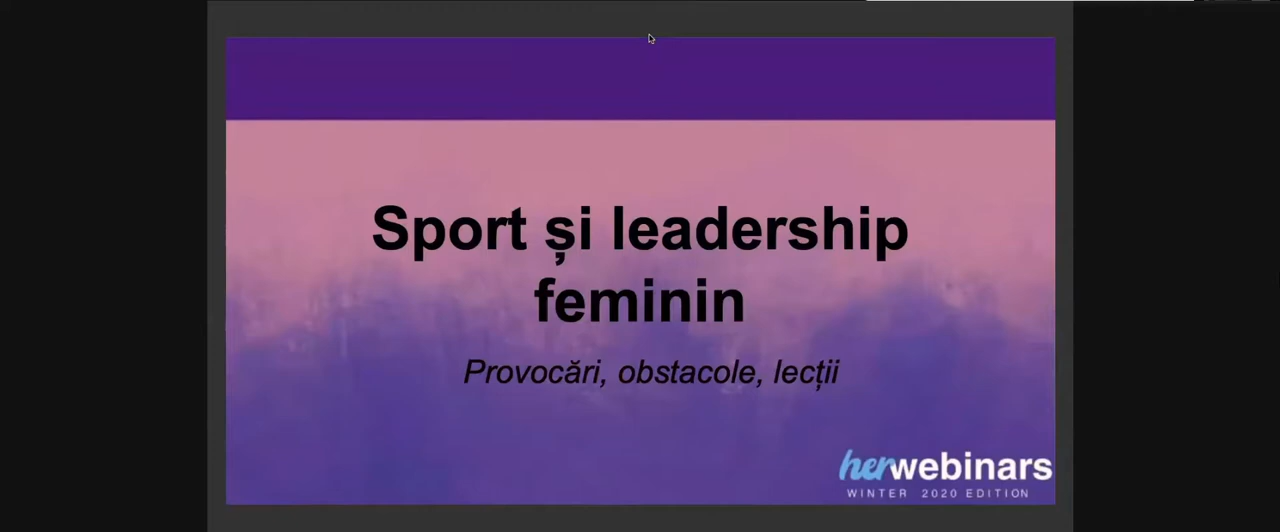 Sport și leadership
feminin
Provocări, obstacole, lecții
herwebinars
WINTER 2020 EDITION